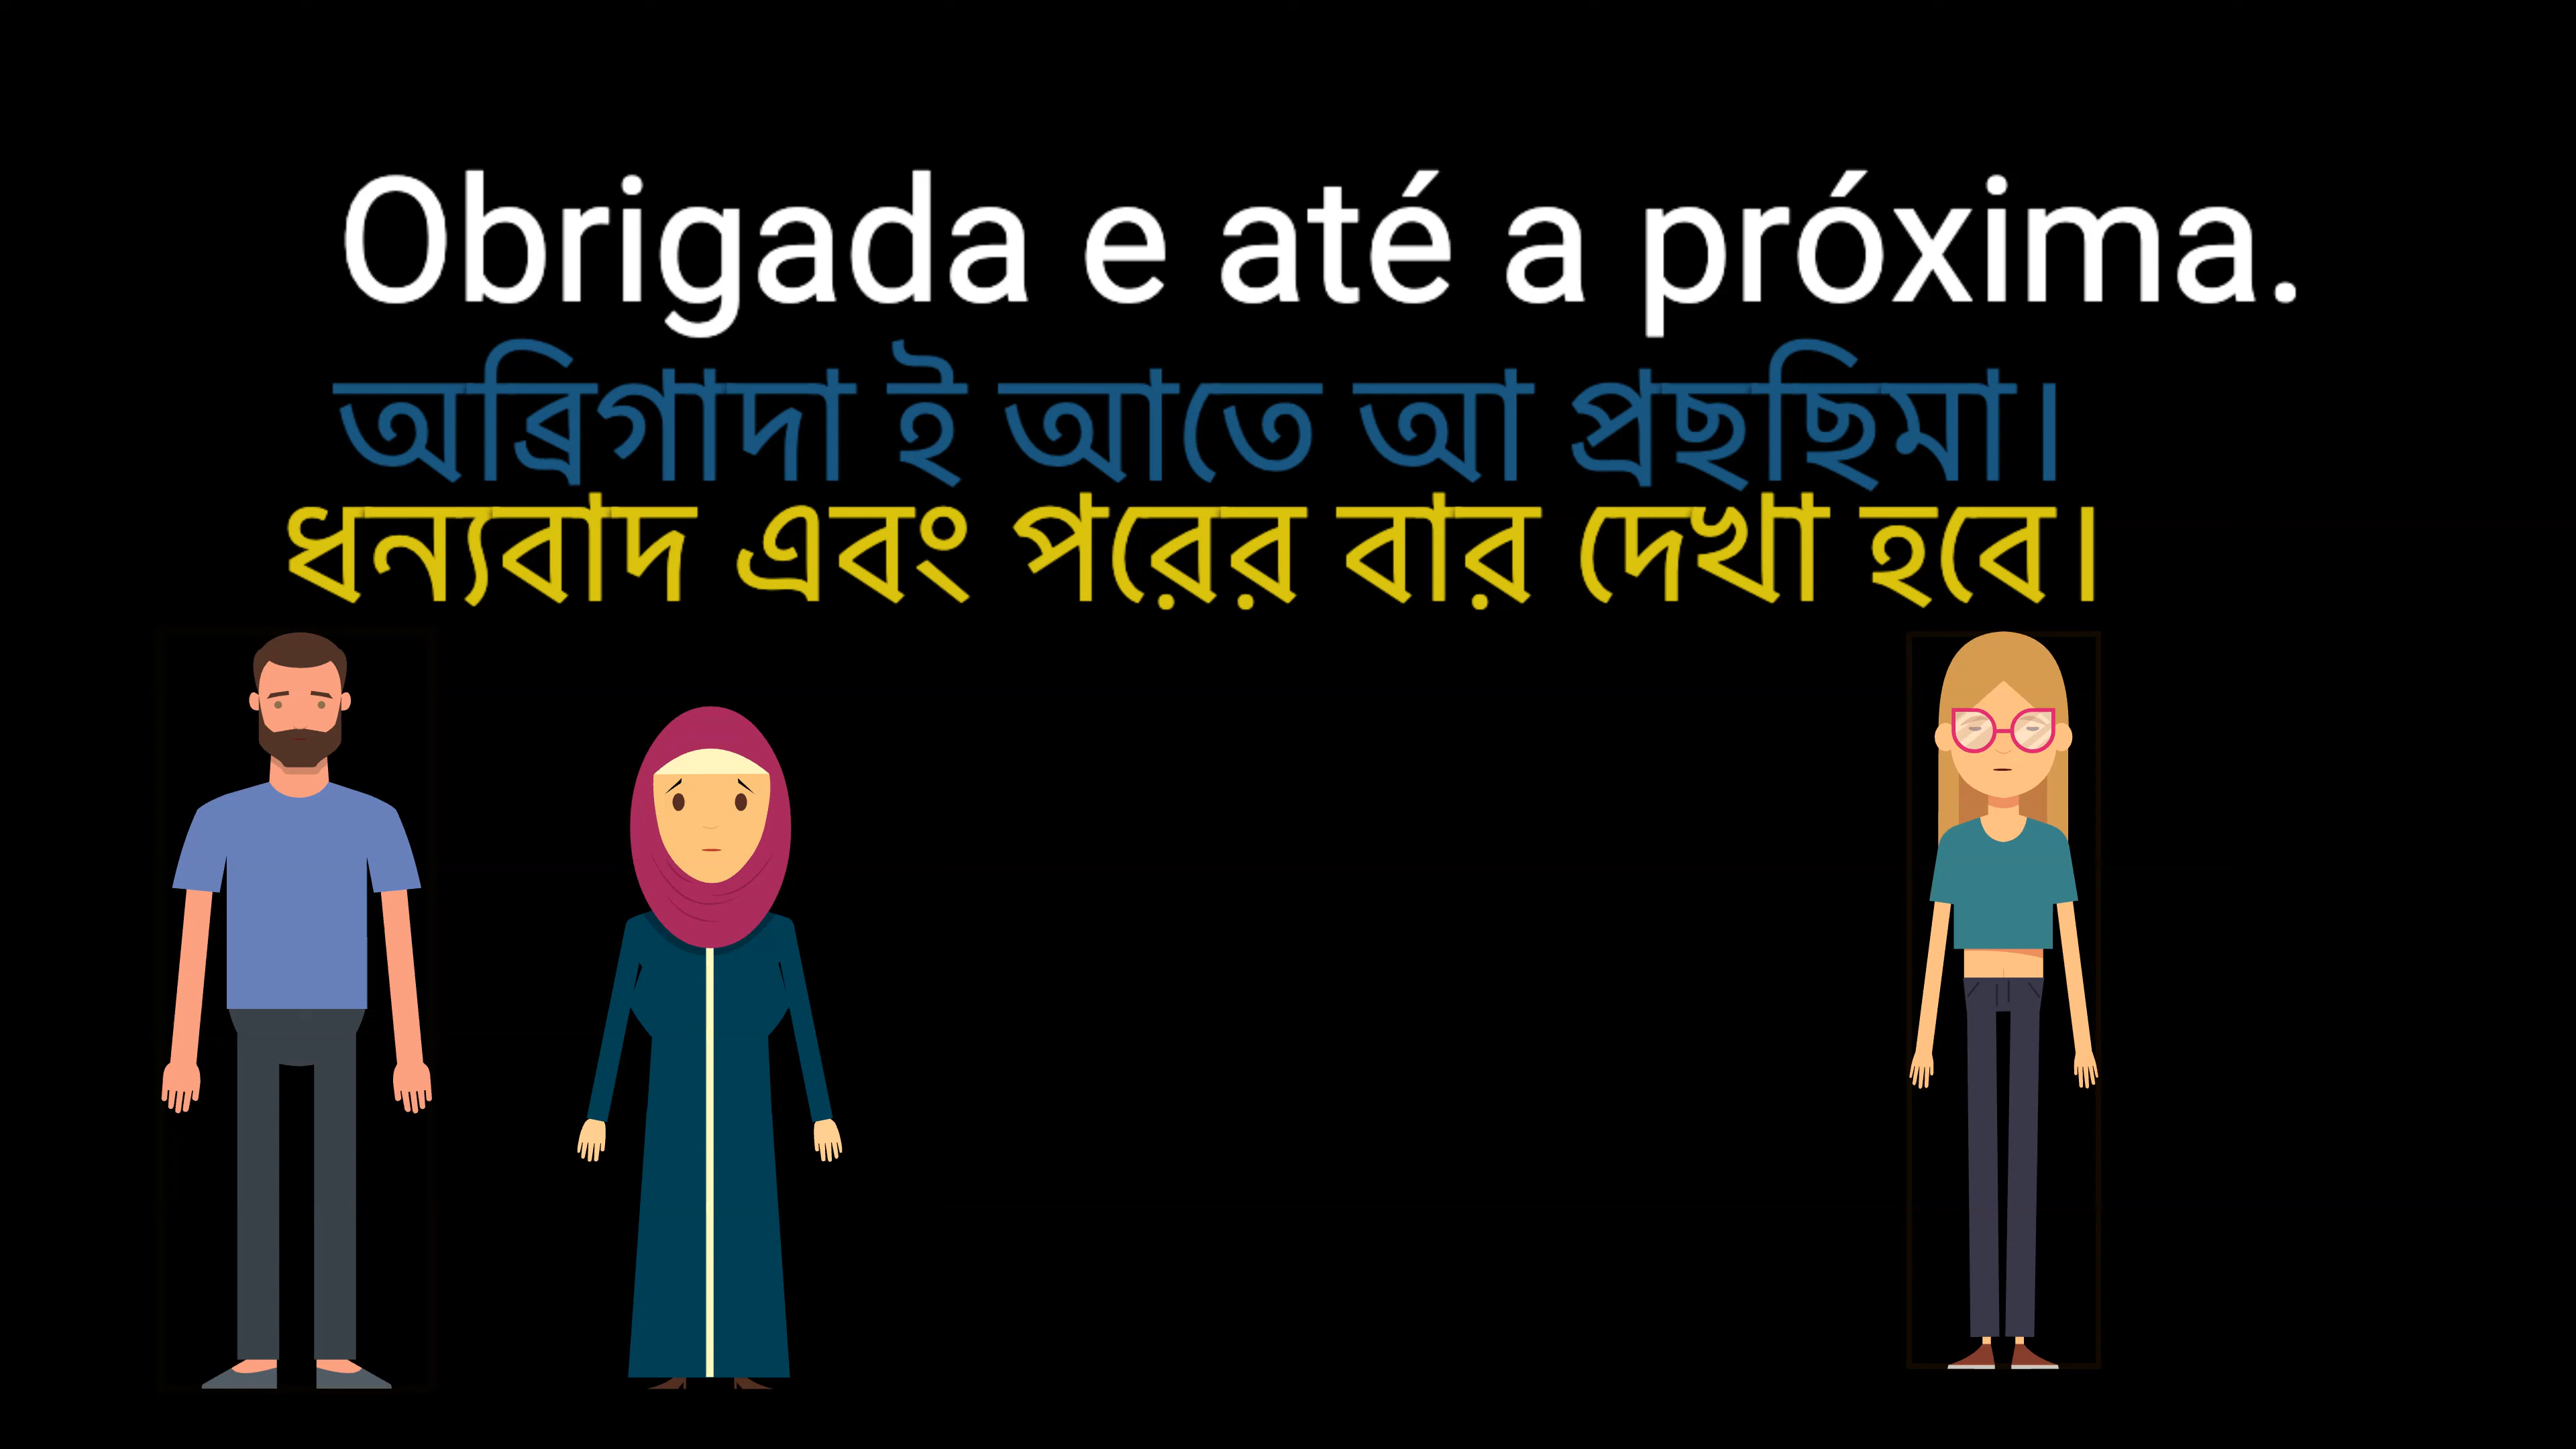 Obrigada e até a próxima.
অব্রিগাদা ই আতে আ প্রছছিমা।
ধন্যবাদ এবং পরের বার দেখা হবে।